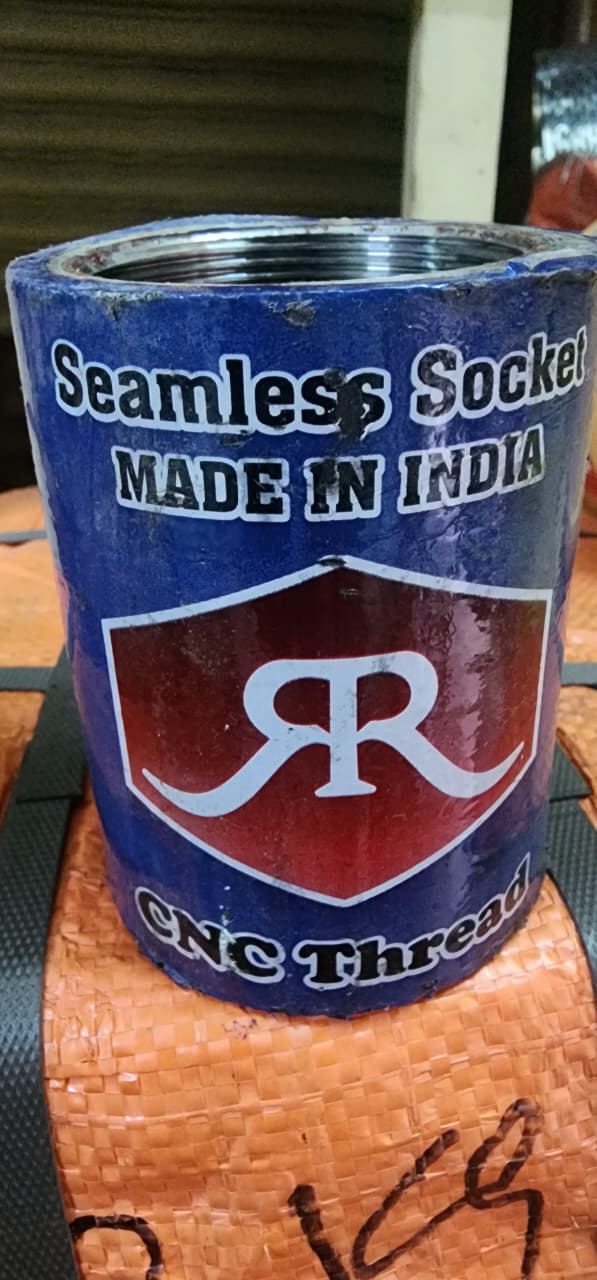 Seamless Socket
MADE IN INDIA
RR
CNC Thread